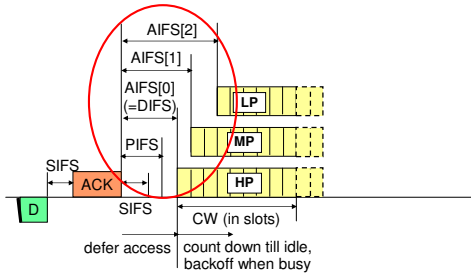 AIFS[2]
AIFS[1]
AIFS[0]
(=DIFS)
LP
PIFS
MP
SIFS
ACK
HP
D
SIFS
CW (in slots)
defer access
count down till idle,
backoff when busy